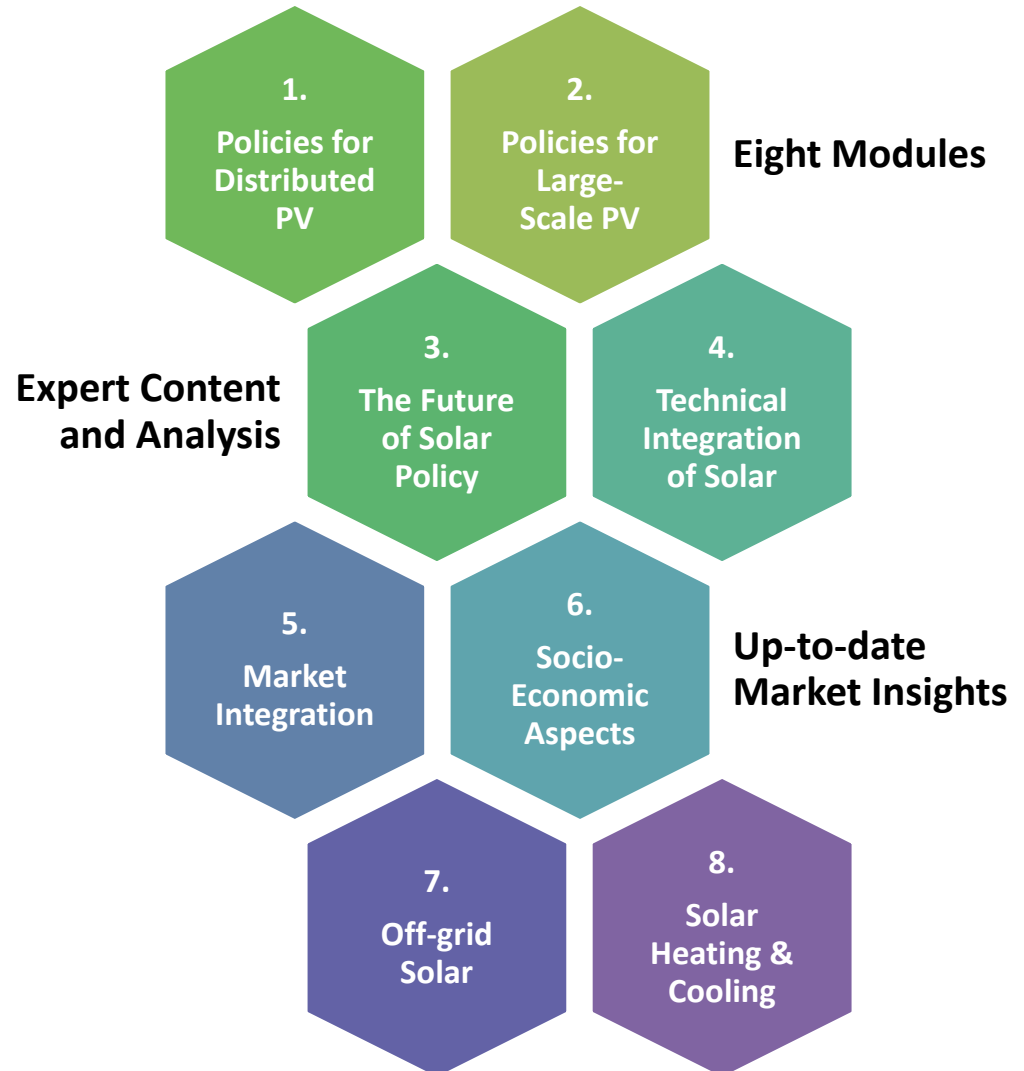 1.
Policies for
Distributed
PV
2.
Policies for
Large-
Scale PV
Eight Modules
Expert Content
and Analysis
3.
The Future
of Solar
Policy
4.
Technical
Integration
of Solar
5.
Market
Integration
6.
Socio-
Economic
Aspects
Up-to-date
Market Insights
7.
Off-grid
Solar
8.
Solar
Heating &
Cooling